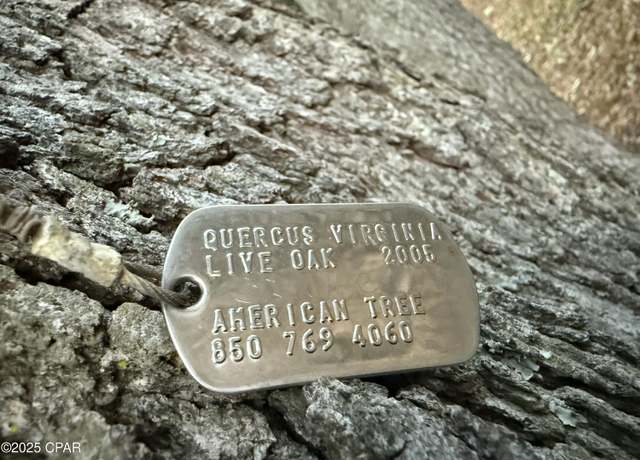 QUERCUS VIRGINIA
LIVE OAK 2005
AMERICAN TREE
850 769 4060
©2025 CPAR